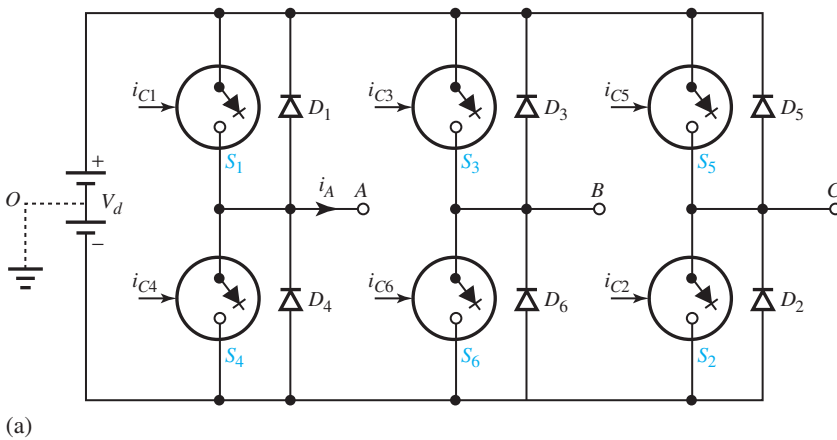 i_C1 S_1 D_1 i_C3 S_3 D_3 i_C5 S_5 D_5
+
O V_d i_A A B C
−
i_C4 S_4 D_4 i_C6 S_6 D_6 i_C2 S_2 D_2
(a)